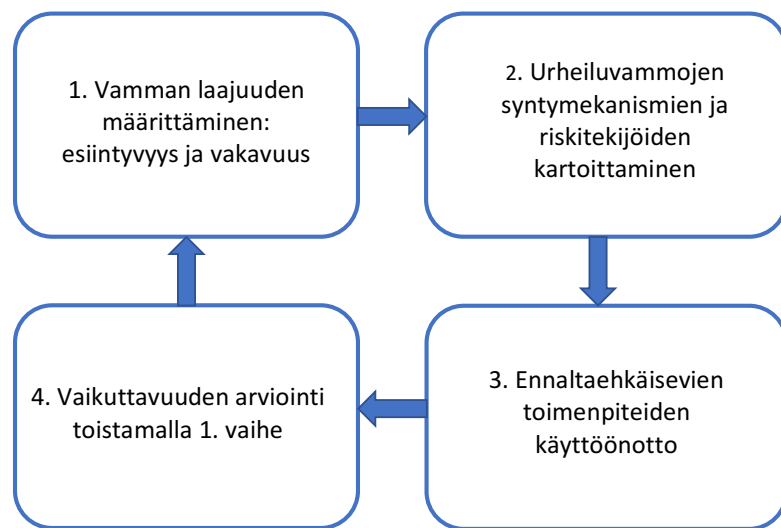 1. Vamman laajuuden
määrittäminen:
esiintyvyys ja vakavuus
2. Urheiluvammojen
syntymekanismien ja
riskitekijöiden
kartoittaminen
3. Ennaltaehkäisevien
toimenpiteiden
käyttöönotto
4. Vaikuttavuuden arviointi
toistamalla 1. vaihe